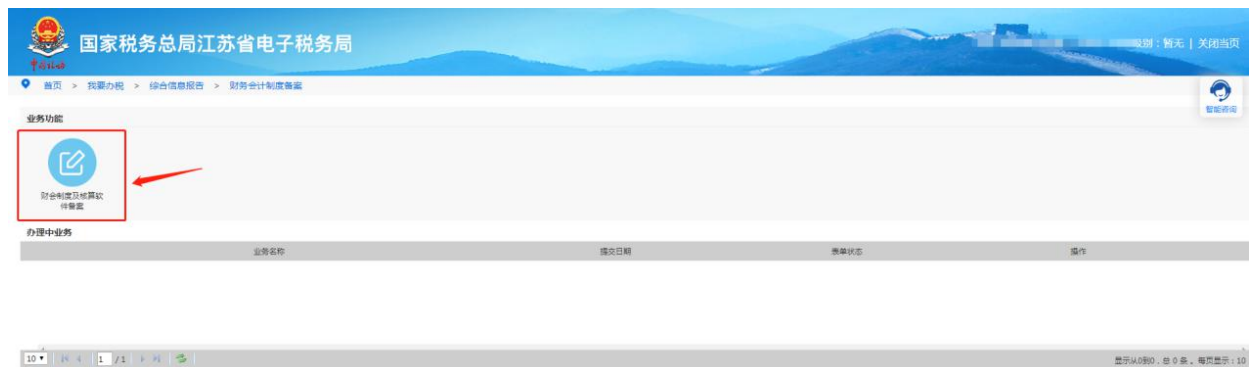 国家税务总局江苏省电子税务局
级别：暂无 | 关闭当页
中国税务
首页 > 我要办税 > 综合信息报告 > 财务会计制度备案
智能咨询
业务功能
财会制度及核算软
件备案
办理中业务
业务名称 提交日期 表单状态 操作
10 1 /1 显示从0到0，总 0 条。每页显示：10